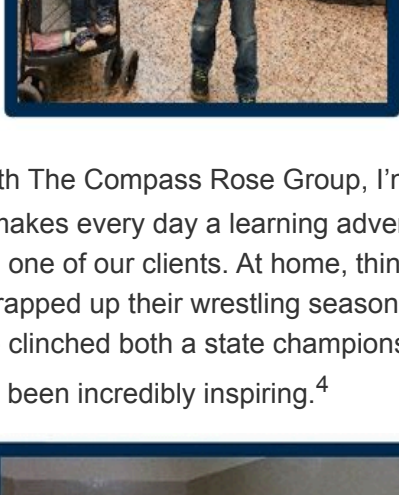 th The Compass Rose Group, I'm
makes every day a learning adver
one of our clients. At home, thin
rapped up their wrestling season
clinched both a state champions
been incredibly inspiring.4